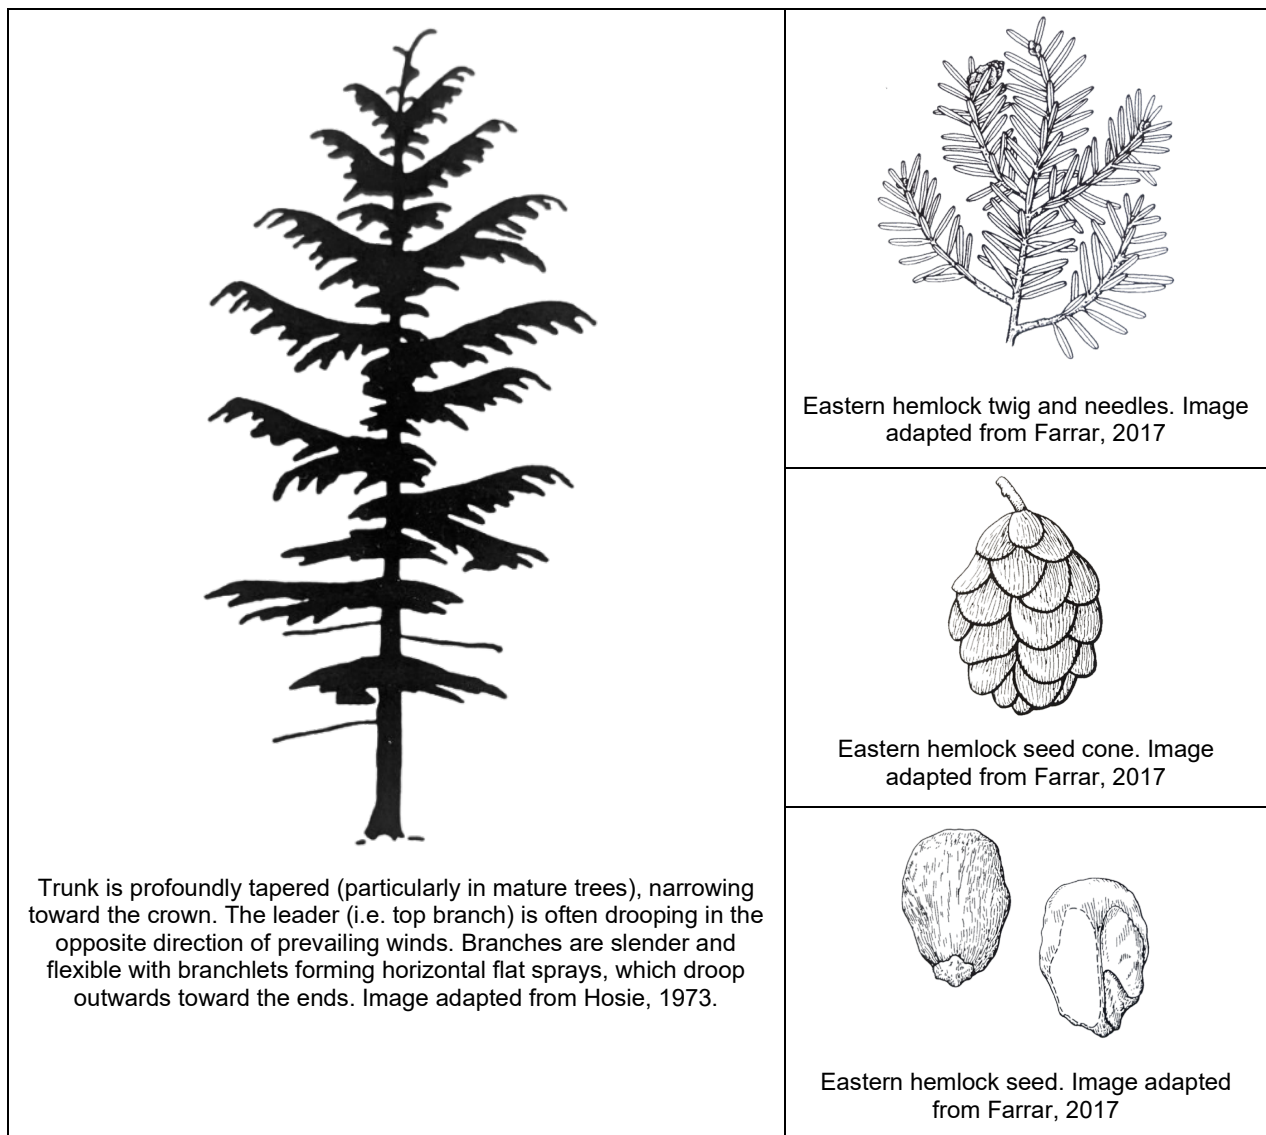 Trunk is profoundly tapered (particularly in mature trees), narrowing
toward the crown. The leader (i.e. top branch) is often drooping in the
opposite direction of prevailing winds. Branches are slender and
flexible with branchlets forming horizontal flat sprays, which droop
outwards toward the ends. Image adapted from Hosie, 1973.
Eastern hemlock twig and needles. Image
adapted from Farrar, 2017
Eastern hemlock seed cone. Image
adapted from Farrar, 2017
Eastern hemlock seed. Image adapted
from Farrar, 2017